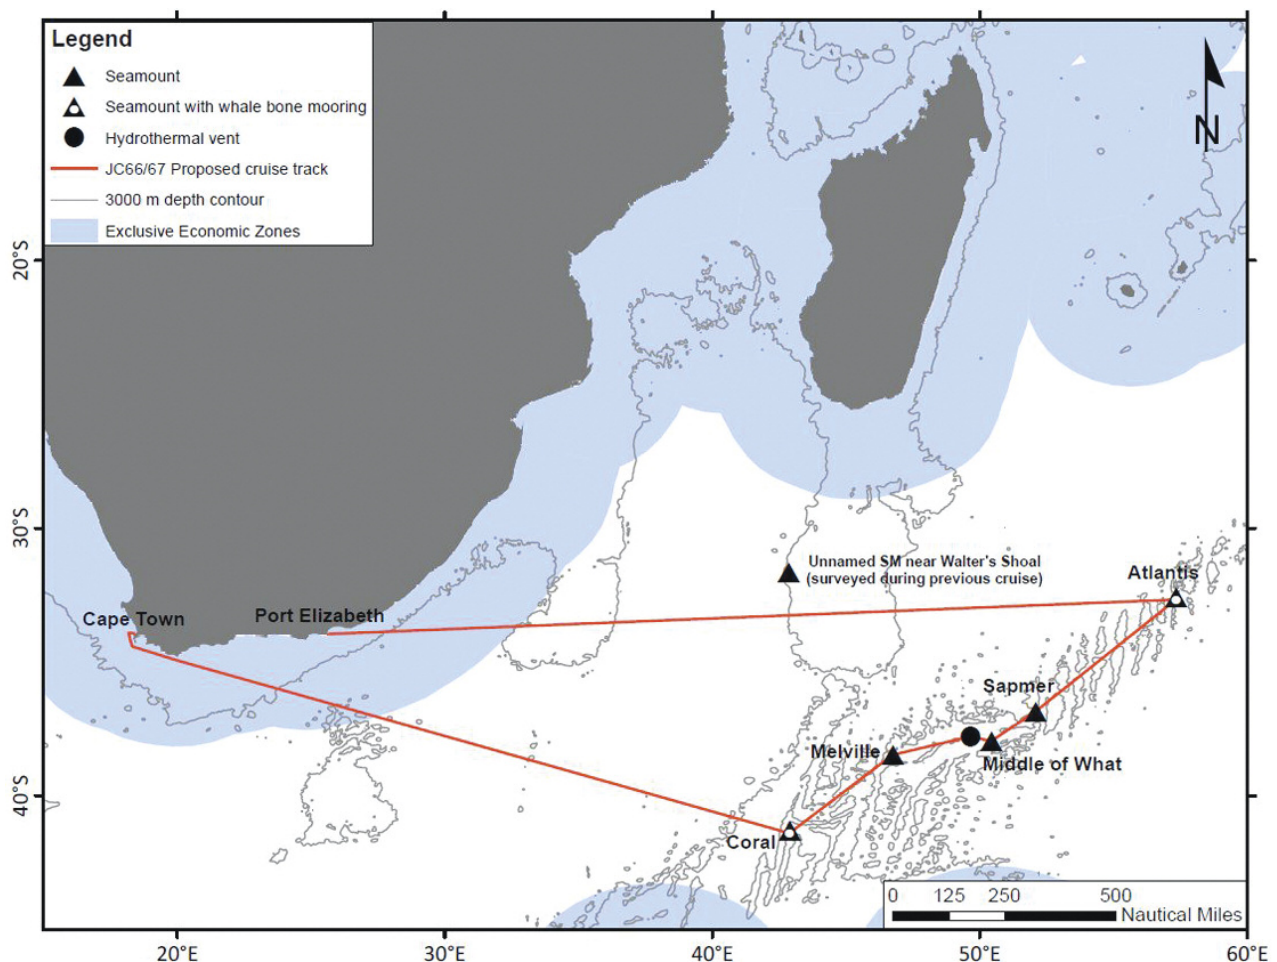 Legend
Seamount
Seamount with whale bone mooring
Hydrothermal vent
JC66/67 Proposed cruise track
3000 m depth contour
Exclusive Economic Zones
N
20°S
30°S
40°S
Unnamed SM near Walter's Shoal
(surveyed during previous cruise)
Atlantis
Cape Town
Port Elizabeth
Sapmer
Melville
Middle of What
Coral
0 125 250 500
Nautical Miles
20°E
30°E
40°E
50°E
60°E